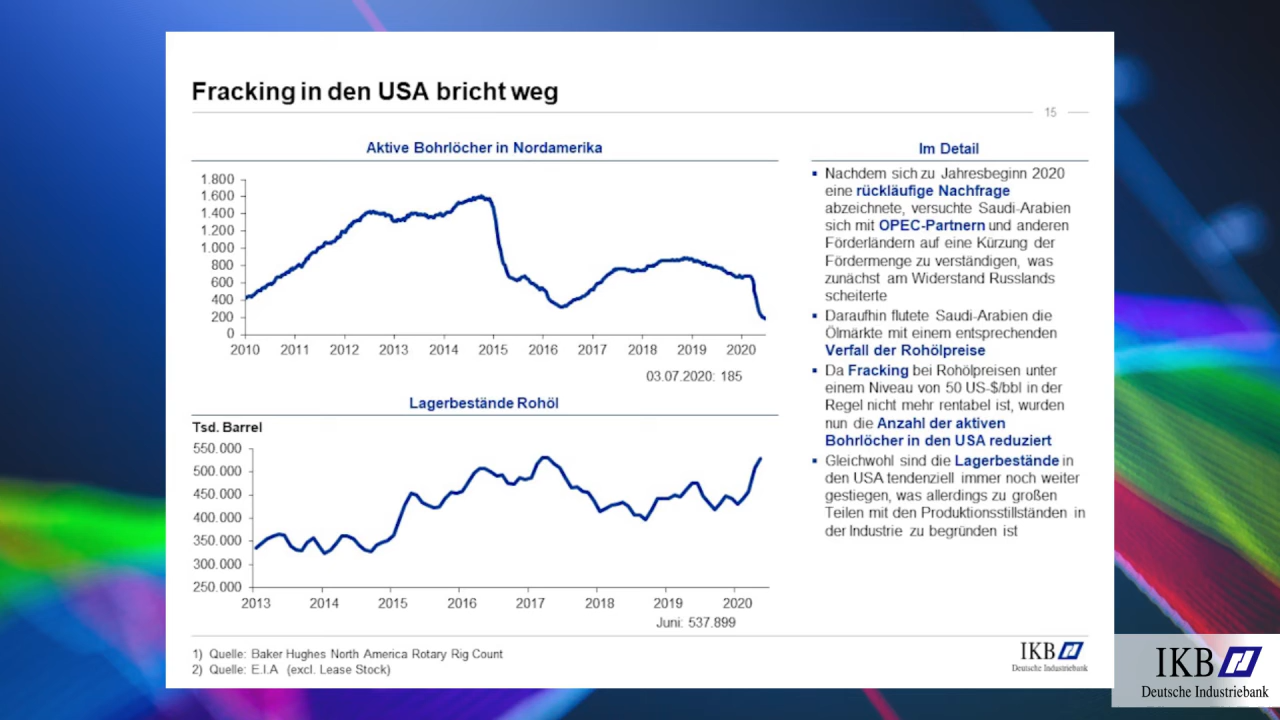 Fracking in den USA bricht weg
15
Aktive Bohrlöcher in Nordamerika
1.800
1.600
1.400
1.200
1.000
800
600
400
200
0
2010 2011 2012 2013 2014 2015 2016 2017 2018 2019 2020
03.07.2020: 185
Lagerbestände Rohöl
Tsd. Barrel
550.000
500.000
450.000
400.000
350.000
300.000
250.000
2013 2014 2015 2016 2017 2018 2019 2020
Juni: 537.899
Im Detail
▪ Nachdem sich zu Jahresbeginn 2020
eine rückläufige Nachfrage
abzeichnete, versuchte Saudi-Arabien
sich mit OPEC-Partnern und anderen
Förderländern auf eine Kürzung der
Fördermenge zu verständigen, was
zunächst am Widerstand Russlands
scheiterte
▪ Daraufhin flutete Saudi-Arabien die
Ölmärkte mit einem entsprechenden
Verfall der Rohölpreise
▪ Da Fracking bei Rohölpreisen unter
einem Niveau von 50 US-$/bbl in der
Regel nicht mehr rentabel ist, wurden
nun die Anzahl der aktiven
Bohrlöcher in den USA reduziert
▪ Gleichwohl sind die Lagerbestände in
den USA tendenziell immer noch weiter
gestiegen, was allerdings zu großen
Teilen mit den Produktionsstillständen in
der Industrie zu begründen ist
1) Quelle: Baker Hughes North America Rotary Rig Count
2) Quelle: E.I.A (excl. Lease Stock)
IKB
Deutsche Industriebank
IKB
Deutsche Industriebank